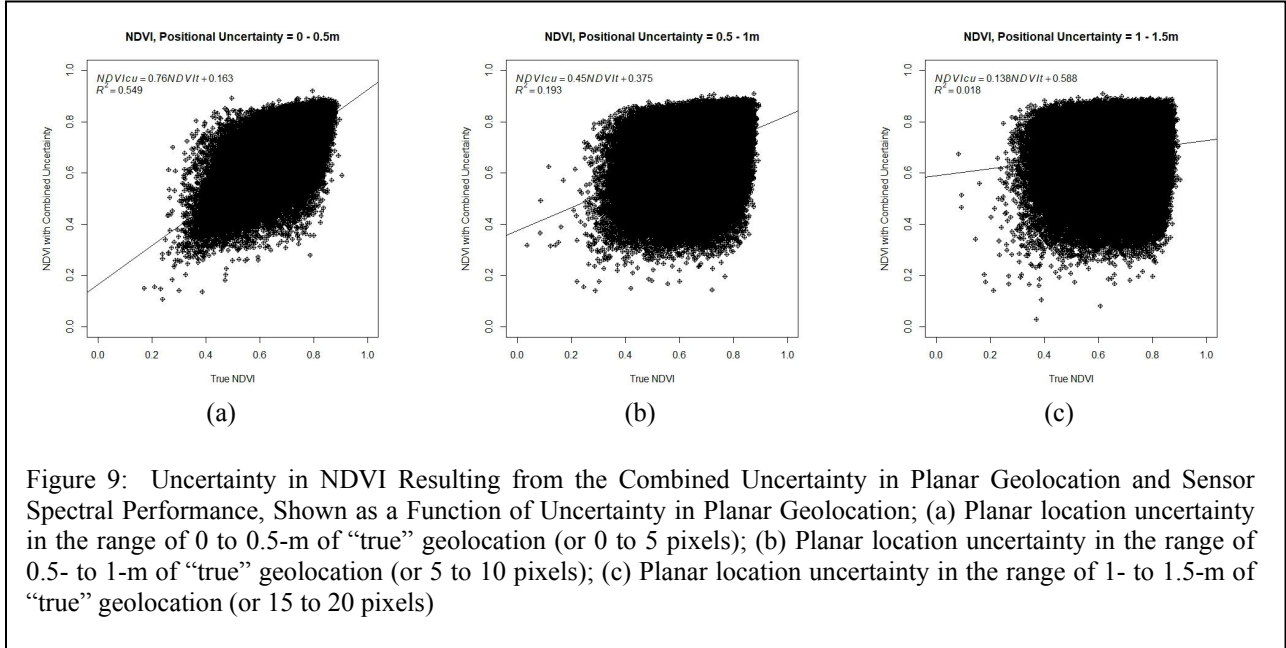 NDVI, Positional Uncertainty = 0 - 0.5m
NDVIcu = 0.76NDVIt + 0.163
R² = 0.549
NDVI with Combined Uncertainty
0.0 0.2 0.4 0.6 0.8 1.0
0.0 0.2 0.4 0.6 0.8 1.0
True NDVI
(a)
NDVI, Positional Uncertainty = 0.5 - 1m
NDVIcu = 0.45NDVIt + 0.375
R² = 0.193
NDVI with Combined Uncertainty
0.0 0.2 0.4 0.6 0.8 1.0
0.0 0.2 0.4 0.6 0.8 1.0
True NDVI
(b)
NDVI, Positional Uncertainty = 1 - 1.5m
NDVIcu = 0.138NDVIt + 0.588
R² = 0.018
NDVI with Combined Uncertainty
0.0 0.2 0.4 0.6 0.8 1.0
0.0 0.2 0.4 0.6 0.8 1.0
True NDVI
(c)
Figure 9: Uncertainty in NDVI Resulting from the Combined Uncertainty in Planar Geolocation and Sensor
Spectral Performance, Shown as a Function of Uncertainty in Planar Geolocation; (a) Planar location uncertainty
in the range of 0 to 0.5-m of “true” geolocation (or 0 to 5 pixels); (b) Planar location uncertainty in the range of
0.5- to 1-m of “true” geolocation (or 5 to 10 pixels); (c) Planar location uncertainty in the range of 1- to 1.5-m of
“true” geolocation (or 15 to 20 pixels)